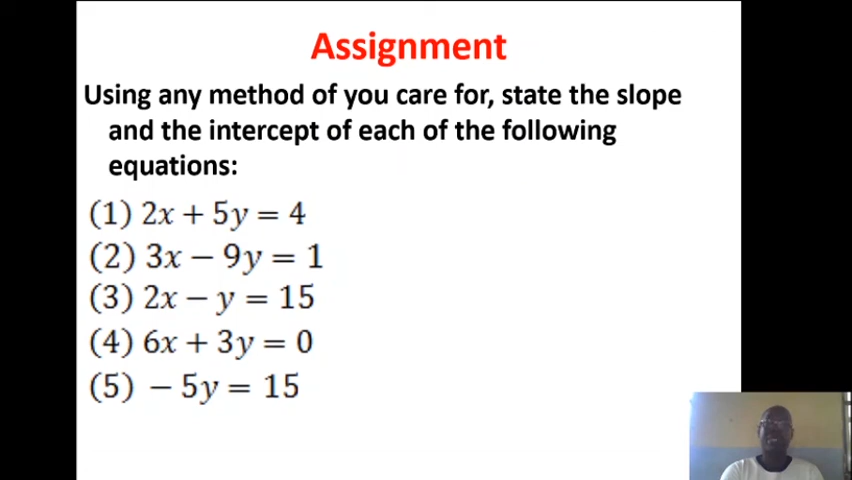 Assignment
Using any method of you care for, state the slope
and the intercept of each of the following
equations:
(1) 2x + 5y = 4
(2) 3x − 9y = 1
(3) 2x − y = 15
(4) 6x + 3y = 0
(5) − 5y = 15